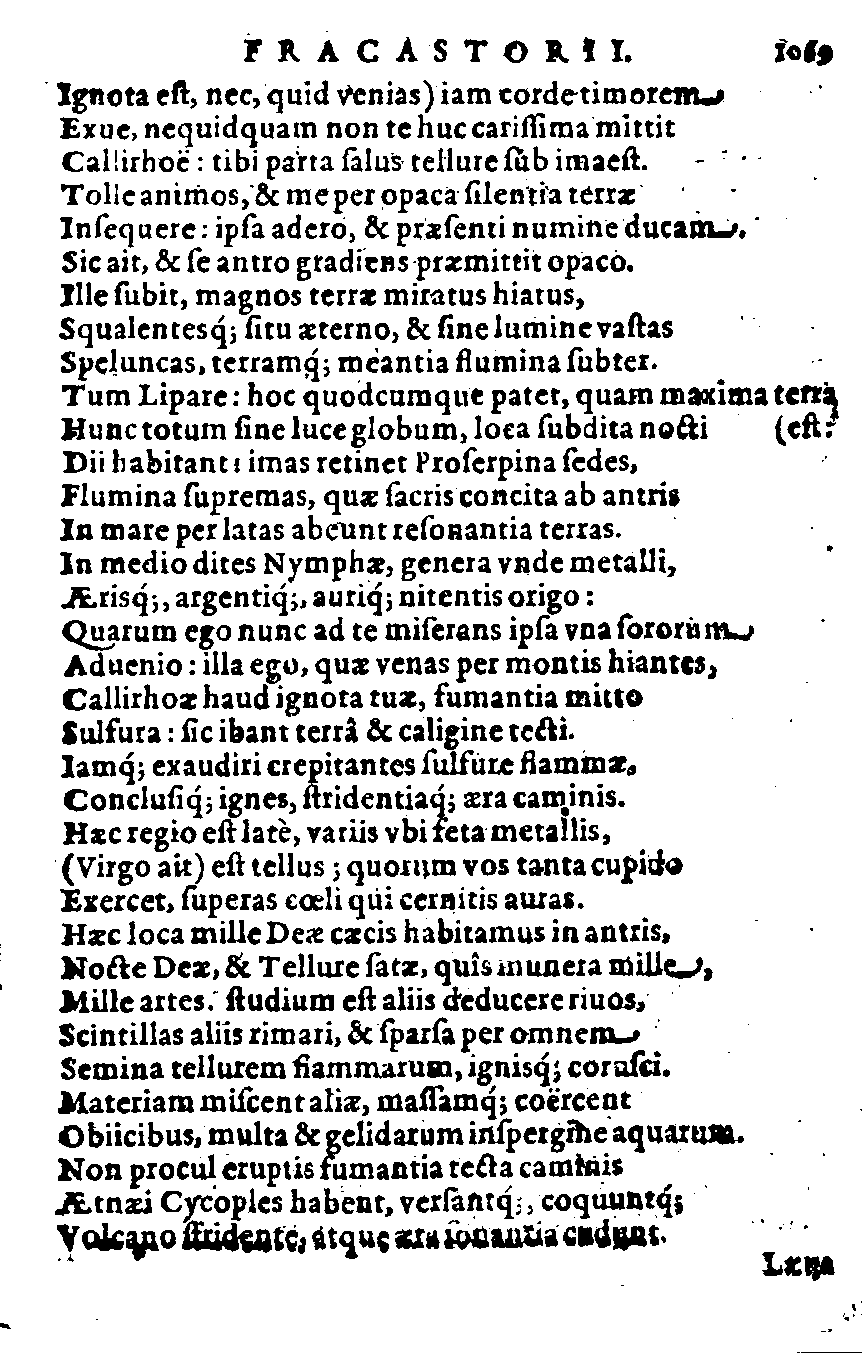 FRACASTORII. 1069
Ignota eſt, nec, quid venias) iam corde timorem
Exue, nequidquam non te huc cariſſima mittit
Callirhoë : tibi parta ſalus tellure ſub ima eſt.
Tolle animos, & me per opaca ſilentia terræ
Inſequere : ipſa adero, & præſenti numine ducam.
Sic ait, & ſe antro gradiens præmittit opaco.
Ille ſubit, magnos terræ miratus hiatus,
Squalentesq́; ſitu æterno, & ſine lumine vaſtas
Speluncas, terramq́; meantia flumina ſubter.
Tum Lipare : hoc quodcumque patet, quam maxima terra
Hunc totum ſine luce globum, loca ſubdita nocti (eſt:
Dii habitant : imas retinet Proſerpina ſedes,
Flumina ſupremas, quæ ſacris concita ab antris
In mare per latas abeunt reſonantia terras.
In medio dites Nymphæ, genera vnde metalli,
Ærisq́;, argentiq́;, auriq́; nitentis origo :
Quarum ego nunc ad te miſerans ipſa vna ſororum
Aduenio : illa ego, quæ venas per montis hiantes,
Callirhoæ haud ignota tuæ, fumantia mitto
Sulfura : ſic ibant terrâ & caligine tecti.
Iamq́; exaudiri crepitantes ſulfure flammæ,
Concluſiq́; ignes, ſtridentiaq́; æra caminis.
Hæc regio eſt latè, variis vbi feta metallis,
(Virgo ait) eſt tellus ; quorum vos tanta cupido
Exercet, ſuperas cœli qui cernitis auras.
Hæc loca mille Deæ cæcis habitamus in antris,
Nocte Deæ, & Tellure ſatæ, quîs munera mille,
Mille artes. ſtudium eſt aliis deducere riuos,
Scintillas aliis rimari, & ſparſa per omnem
Semina tellurem flammarum, ignisq́; coruſci.
Materiam miſcent aliæ, maſſamq́; coërcent
Obiicibus, multa & gelidarum inſpergine aquarum.
Non procul eruptis fumantia tecta caminis
Ætnæi Cycoples habent, verſantq́;, coquuntq́;
Volcano ſtridente, atque æra ſonantia cudunt.
Læua